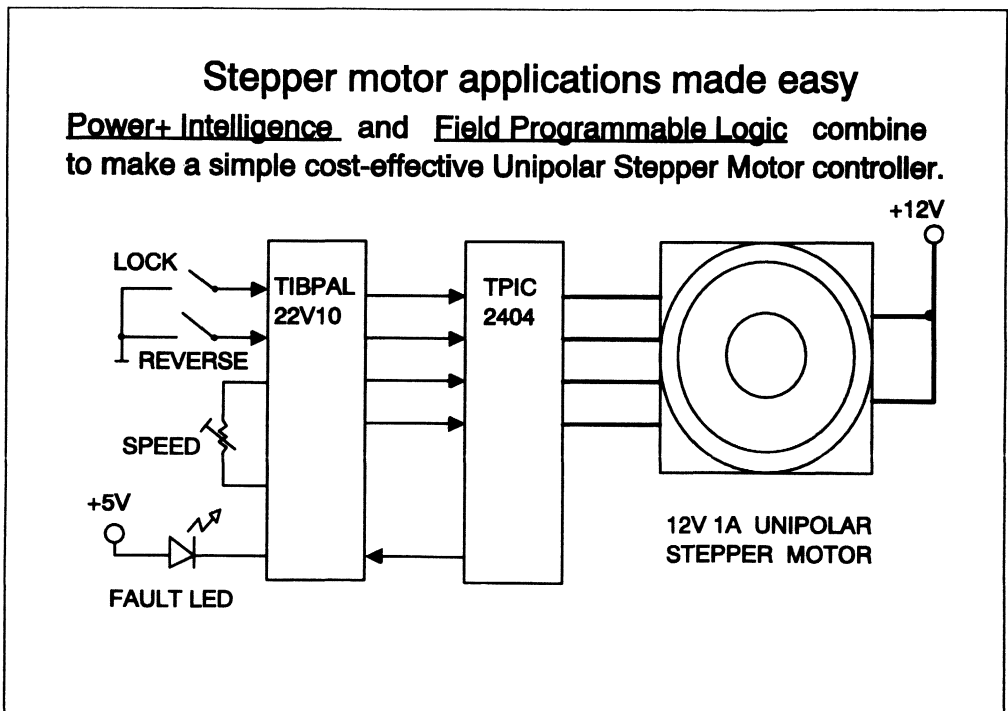 Stepper motor applications made easy
Power+ Intelligence and Field Programmable Logic combine
to make a simple cost-effective Unipolar Stepper Motor controller.
+12V
LOCK
TIBPAL
22V10
TPIC
2404
REVERSE
SPEED
+5V
12V 1A UNIPOLAR
STEPPER MOTOR
FAULT LED